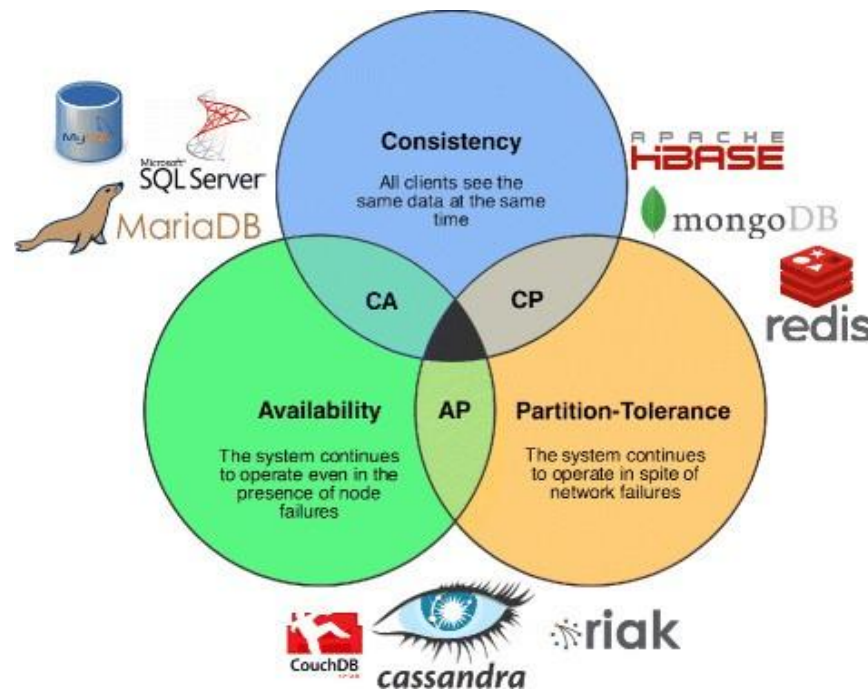 MySQL
Microsoft
SQL Server
MariaDB
Consistency
All clients see the
same data at the same
time
APACHE
HBASE
mongoDB
redis
CA
CP
Availability
The system continues
to operate even in the
presence of node
failures
AP
Partition-Tolerance
The system continues
to operate in spite of
network failures
CouchDB
cassandra
riak